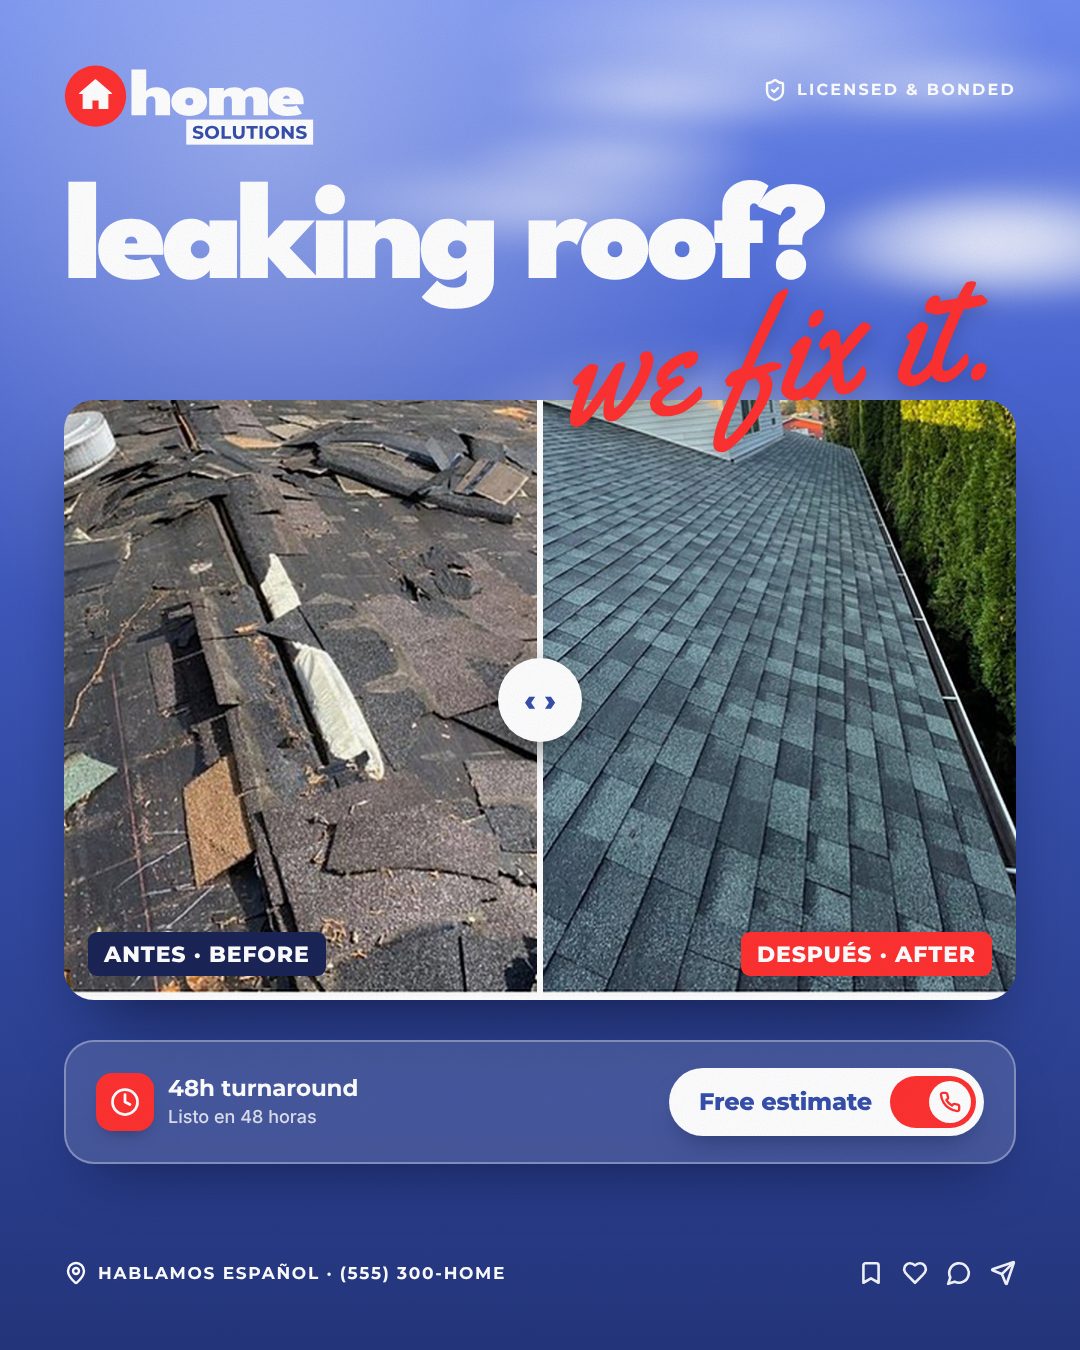 home
SOLUTIONS
LICENSED & BONDED
leaking roof?
we fix it.
ANTES · BEFORE
DESPUÉS · AFTER
48h turnaround
Listo en 48 horas
Free estimate
HABLAMOS ESPAÑOL · (555) 300-HOME